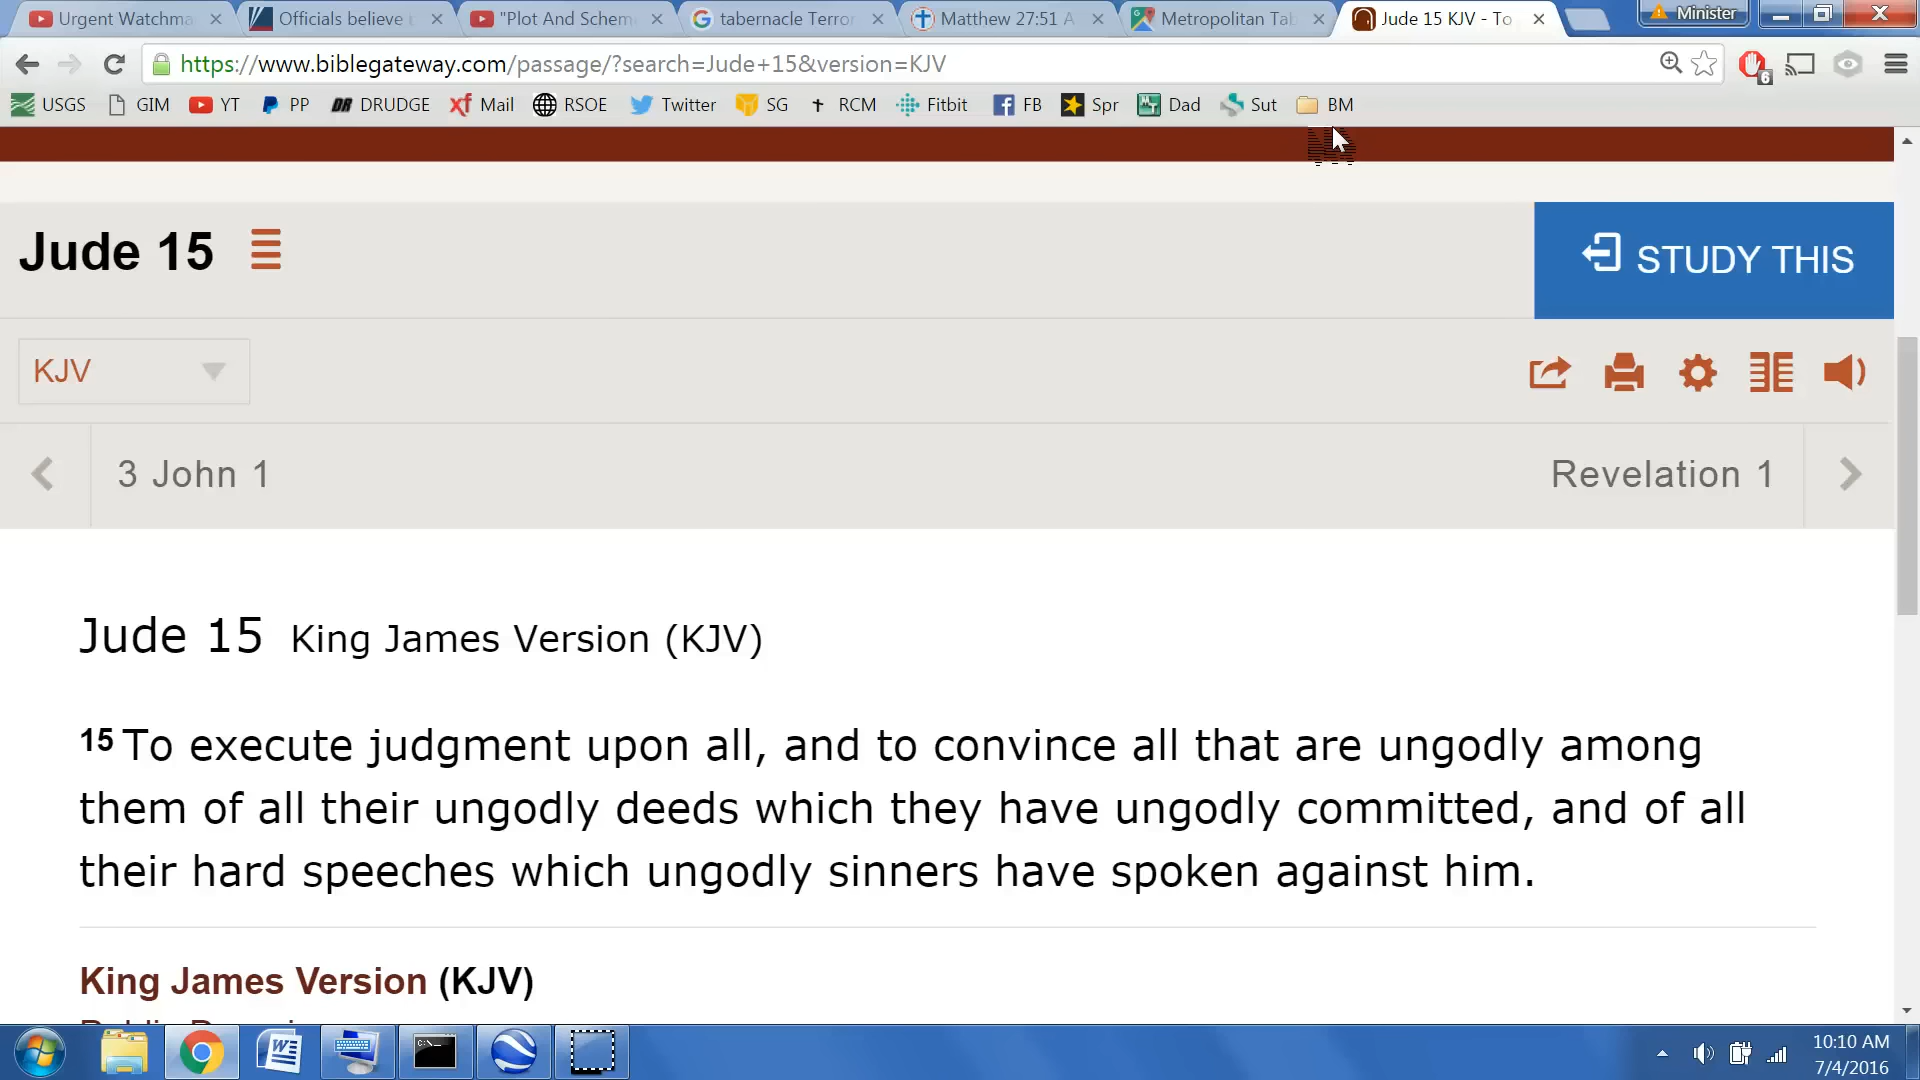 Urgent Watchma
Officials believe t
"Plot And Schem
tabernacle Terror
Matthew 27:51 A
Metropolitan Tab
Jude 15 KJV - To
Minister
https://www.biblegateway.com/passage/?search=Jude+15&version=KJV
6
USGS GIM YT PP DRUDGE Mail RSOE Twitter SG RCM Fitbit FB Spr Dad Sut BM
Jude 15
STUDY THIS
KJV
3 John 1
Revelation 1
Jude 15 King James Version (KJV)
15 To execute judgment upon all, and to convince all that are ungodly among
them of all their ungodly deeds which they have ungodly committed, and of all
their hard speeches which ungodly sinners have spoken against him.
King James Version (KJV)
10:10 AM
7/4/2016